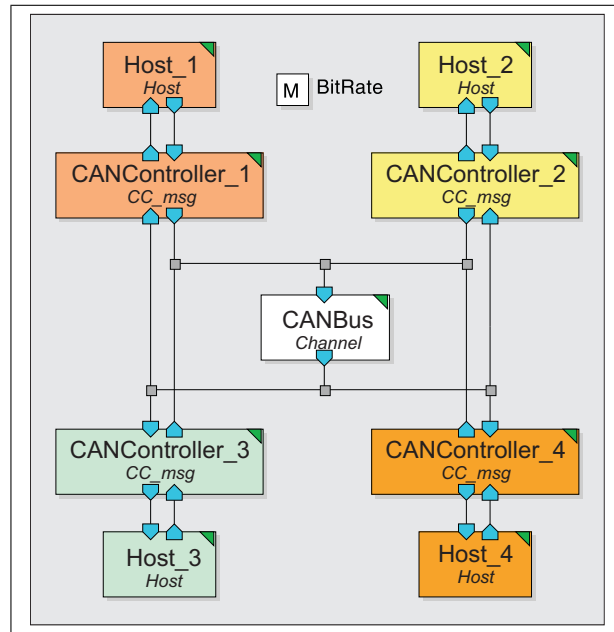 Host_1
Host
M BitRate
Host_2
Host
CANController_1
CC_msg
CANController_2
CC_msg
CANBus
Channel
CANController_3
CC_msg
CANController_4
CC_msg
Host_3
Host
Host_4
Host